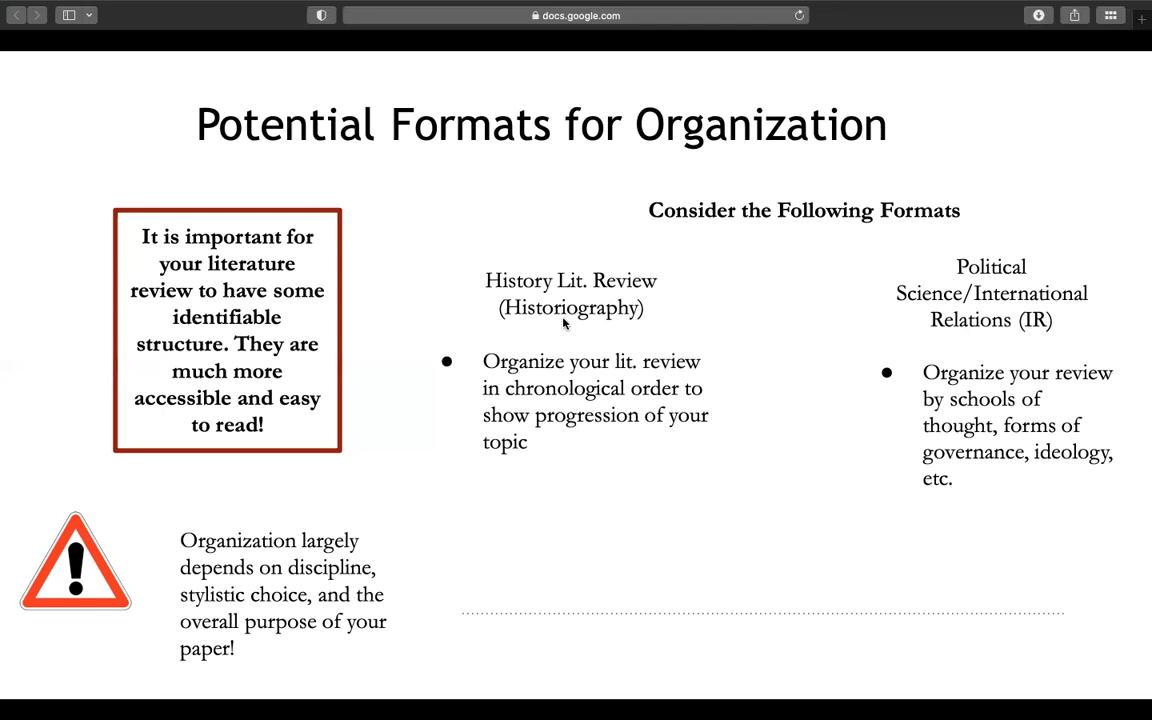 docs.google.com
Potential Formats for Organization
It is important for
your literature
review to have some
identifiable
structure. They are
much more
accessible and easy
to read!
Consider the Following Formats
History Lit. Review
(Historiography)
● Organize your lit. review
in chronological order to
show progression of your
topic
Political
Science/International
Relations (IR)
● Organize your review
by schools of
thought, forms of
governance, ideology,
etc.
!
Organization largely
depends on discipline,
stylistic choice, and the
overall purpose of your
paper!